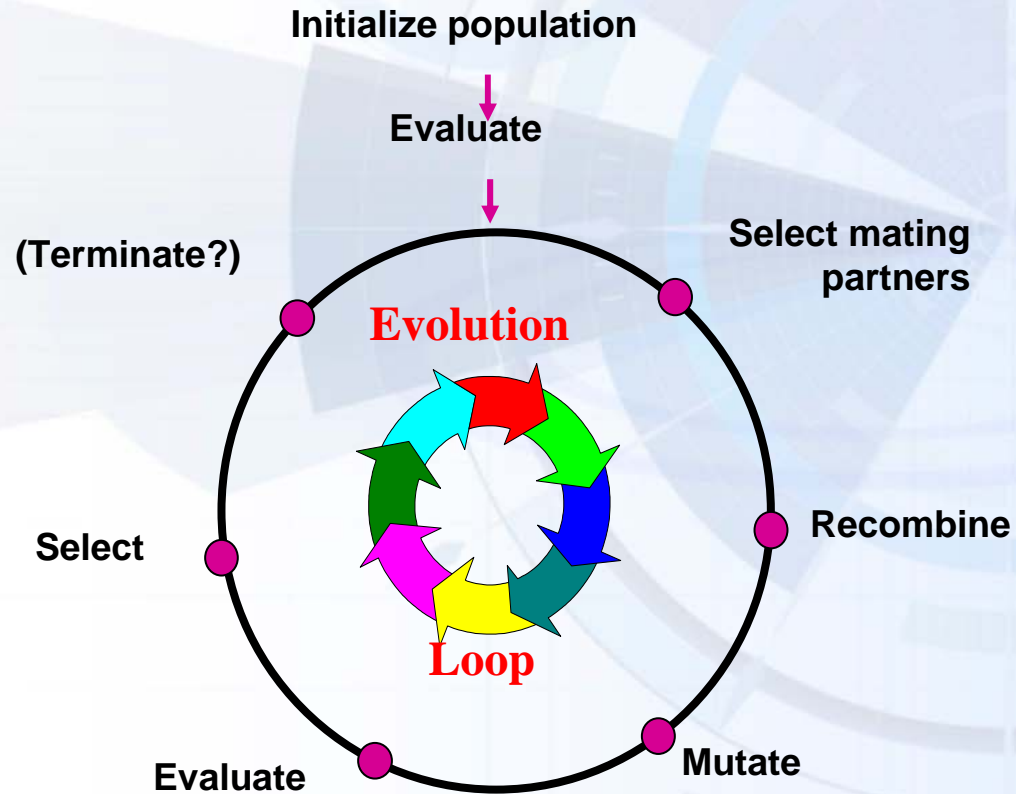 Initialize population
Evaluate
(Terminate?)
Select mating
partners
Evolution
Select
Recombine
Loop
Evaluate
Mutate